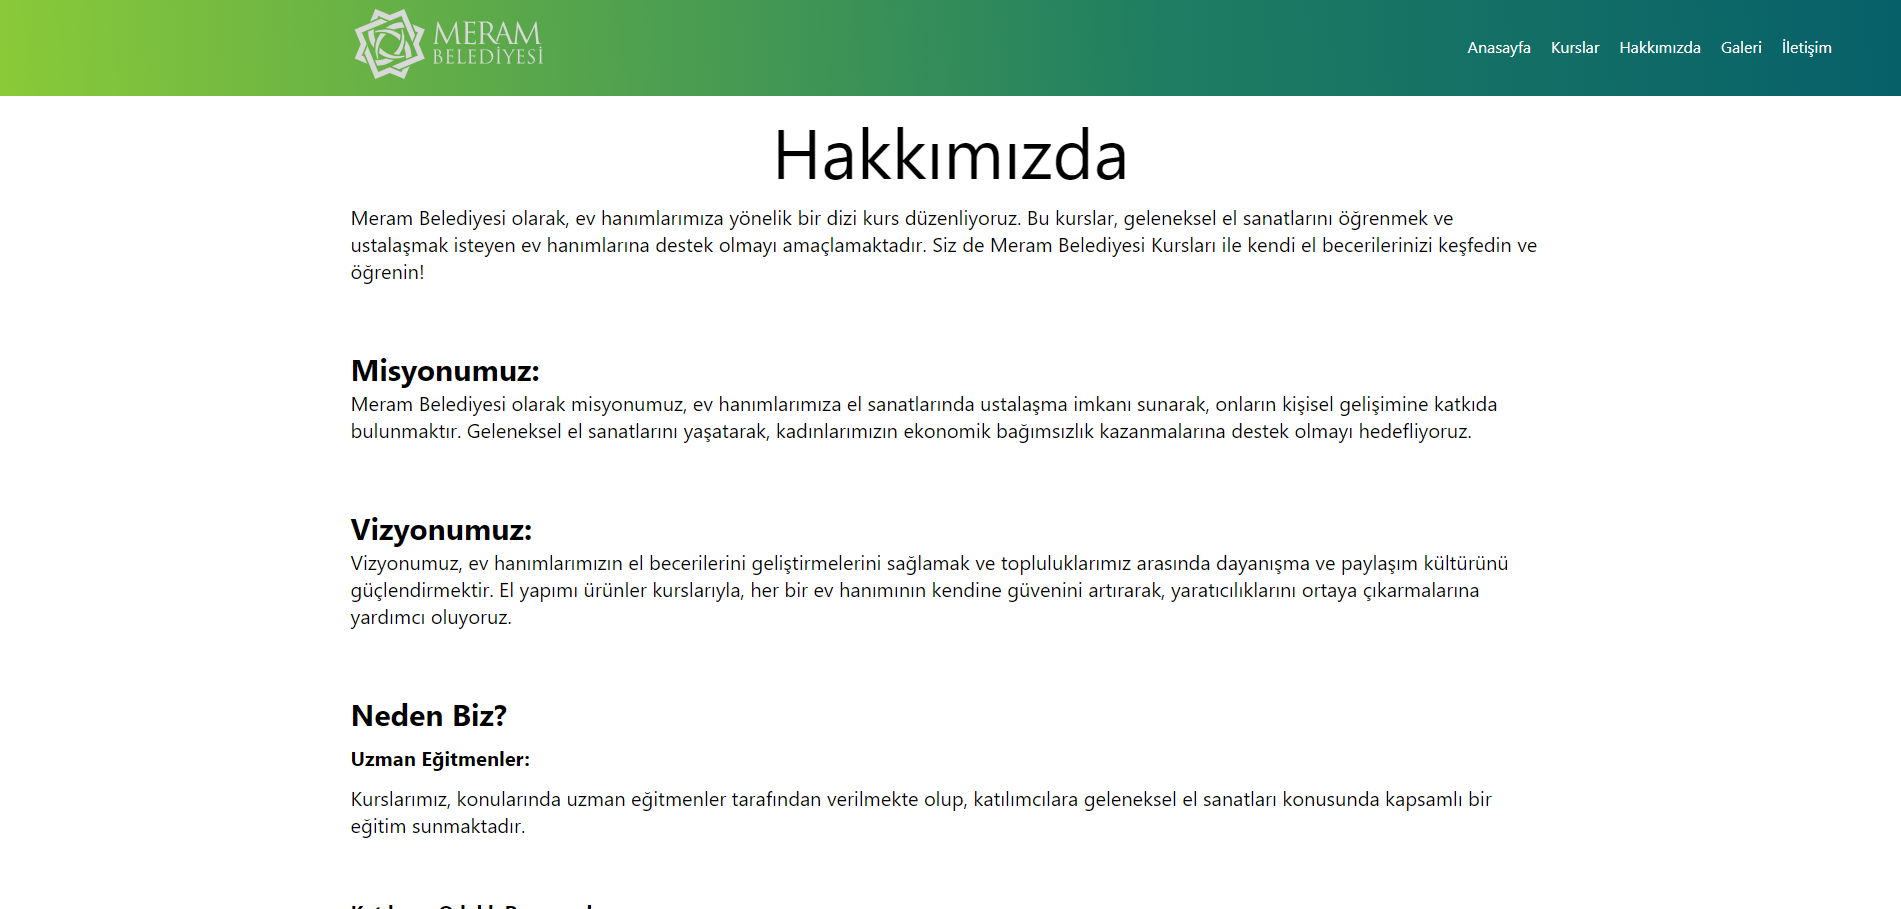 MERAM
BELEDİYESİ
Anasayfa Kurslar Hakkımızda Galeri İletişim
Hakkımızda
Meram Belediyesi olarak, ev hanımlarımıza yönelik bir dizi kurs düzenliyoruz. Bu kurslar, geleneksel el sanatlarını öğrenmek ve
ustalaşmak isteyen ev hanımlarına destek olmayı amaçlamaktadır. Siz de Meram Belediyesi Kursları ile kendi el becerilerinizi keşfedin ve
öğrenin!
Misyonumuz:
Meram Belediyesi olarak misyonumuz, ev hanımlarımıza el sanatlarında ustalaşma imkanı sunarak, onların kişisel gelişimine katkıda
bulunmaktır. Geleneksel el sanatlarını yaşatarak, kadınlarımızın ekonomik bağımsızlık kazanmalarına destek olmayı hedefliyoruz.
Vizyonumuz:
Vizyonumuz, ev hanımlarımızın el becerilerini geliştirmelerini sağlamak ve topluluklarımız arasında dayanışma ve paylaşım kültürünü
güçlendirmektir. El yapımı ürünler kurslarıyla, her bir ev hanımının kendine güvenini artırarak, yaratıcılıklarını ortaya çıkarmalarına
yardımcı oluyoruz.
Neden Biz?
Uzman Eğitmenler:
Kurslarımız, konularında uzman eğitmenler tarafından verilmekte olup, katılımcılara geleneksel el sanatları konusunda kapsamlı bir
eğitim sunmaktadır.